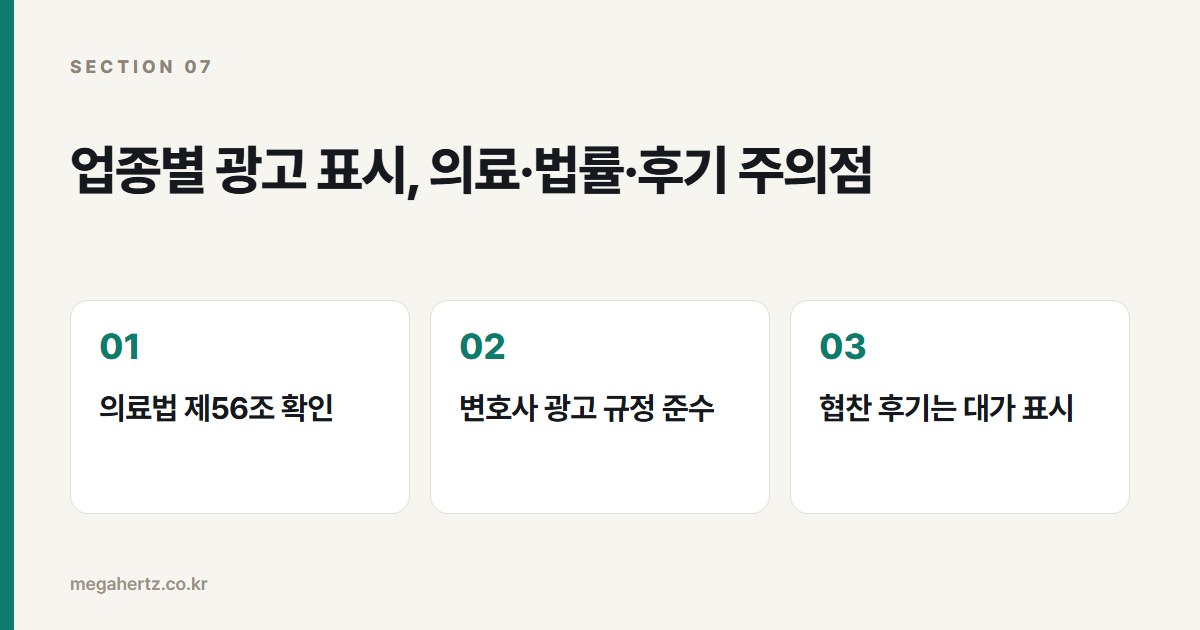 SECTION 07
업종별 광고 표시, 의료·법률·후기 주의점
01
의료법 제56조 확인
02
변호사 광고 규정 준수
03
협찬 후기는 대가 표시
megahertz.co.kr